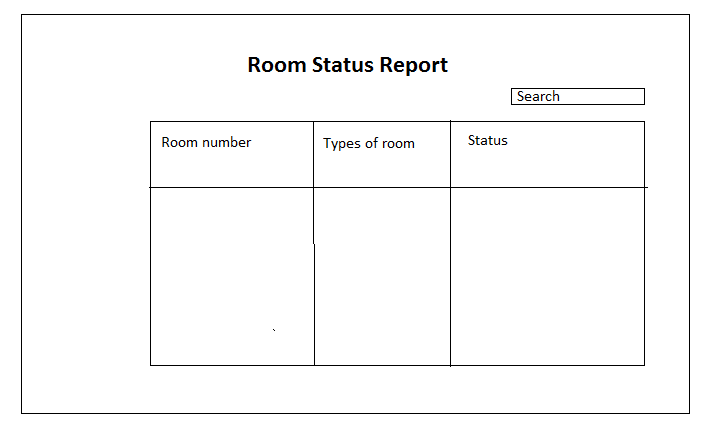 Room Status Report
Search
Room number
Types of room
Status